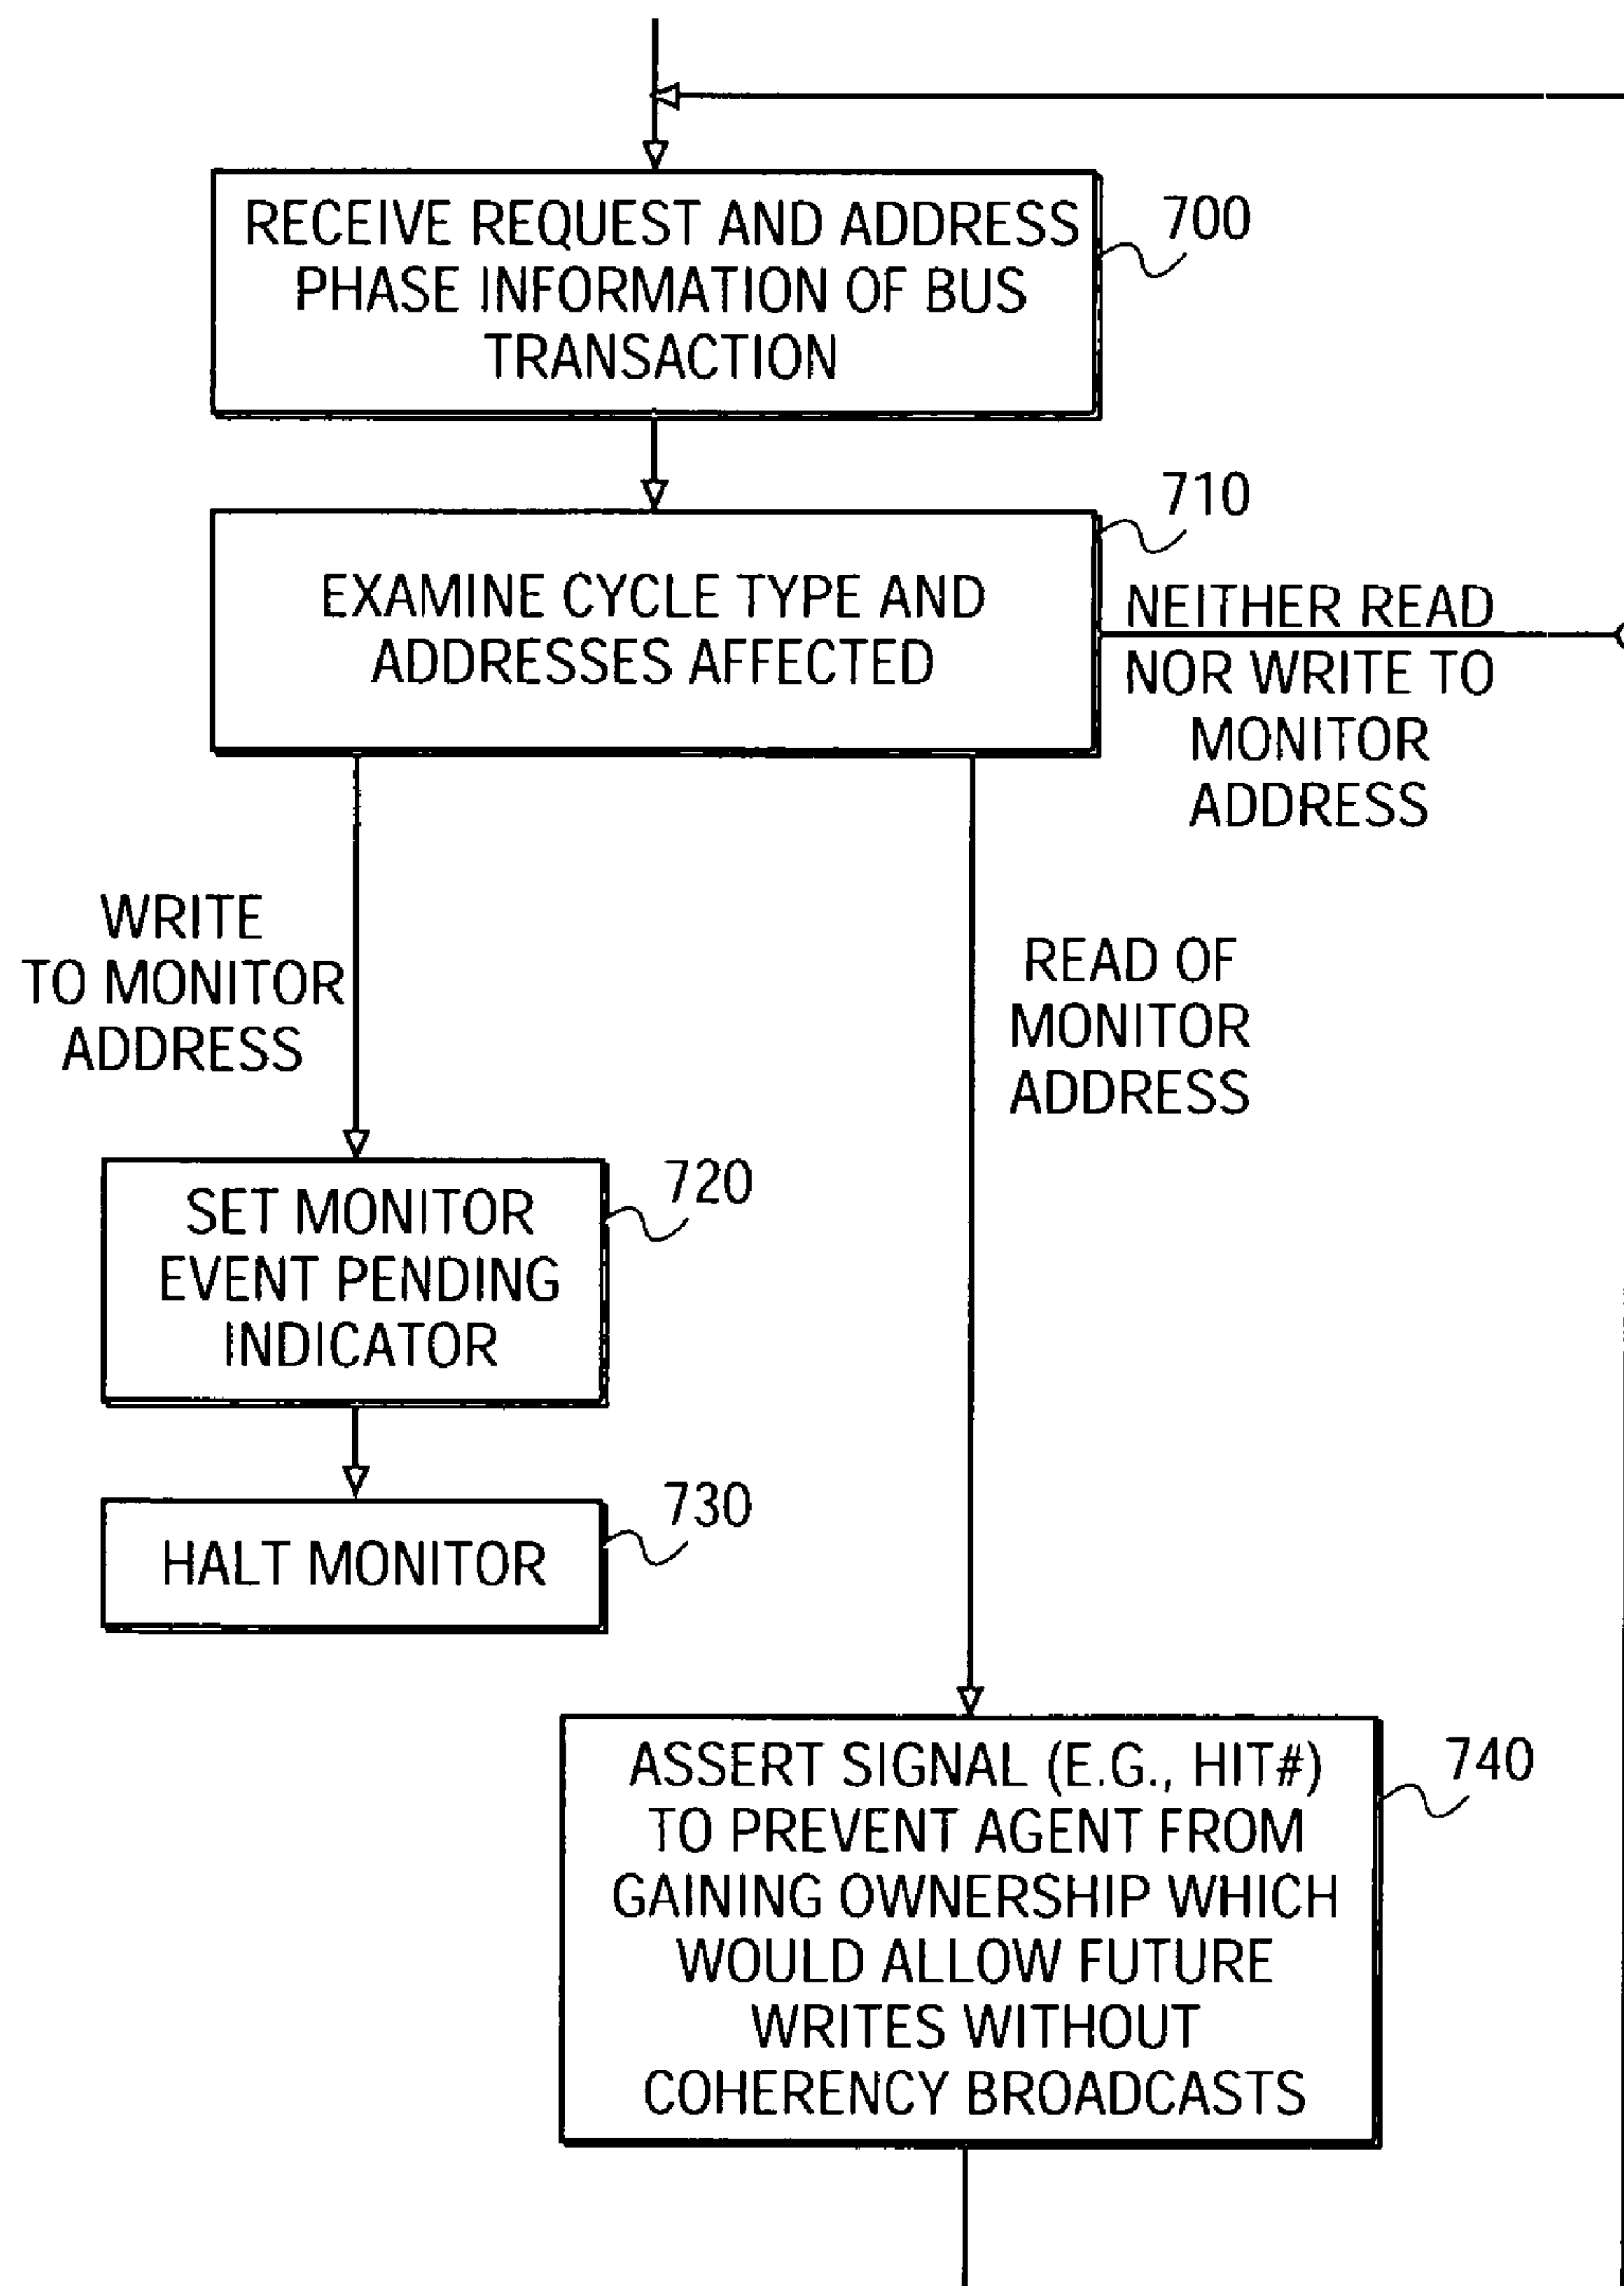 RECEIVE REQUEST AND ADDRESS
PHASE INFORMATION OF BUS
TRANSACTION
700
710
EXAMINE CYCLE TYPE AND
ADDRESSES AFFECTED
NEITHER READ
NOR WRITE TO
MONITOR
ADDRESS
WRITE
TO MONITOR
ADDRESS
READ OF
MONITOR
ADDRESS
SET MONITOR
EVENT PENDING
INDICATOR
720
HALT MONITOR
730
ASSERT SIGNAL (E.G., HIT#)
TO PREVENT AGENT FROM
GAINING OWNERSHIP WHICH
WOULD ALLOW FUTURE
WRITES WITHOUT
COHERENCY BROADCASTS
740